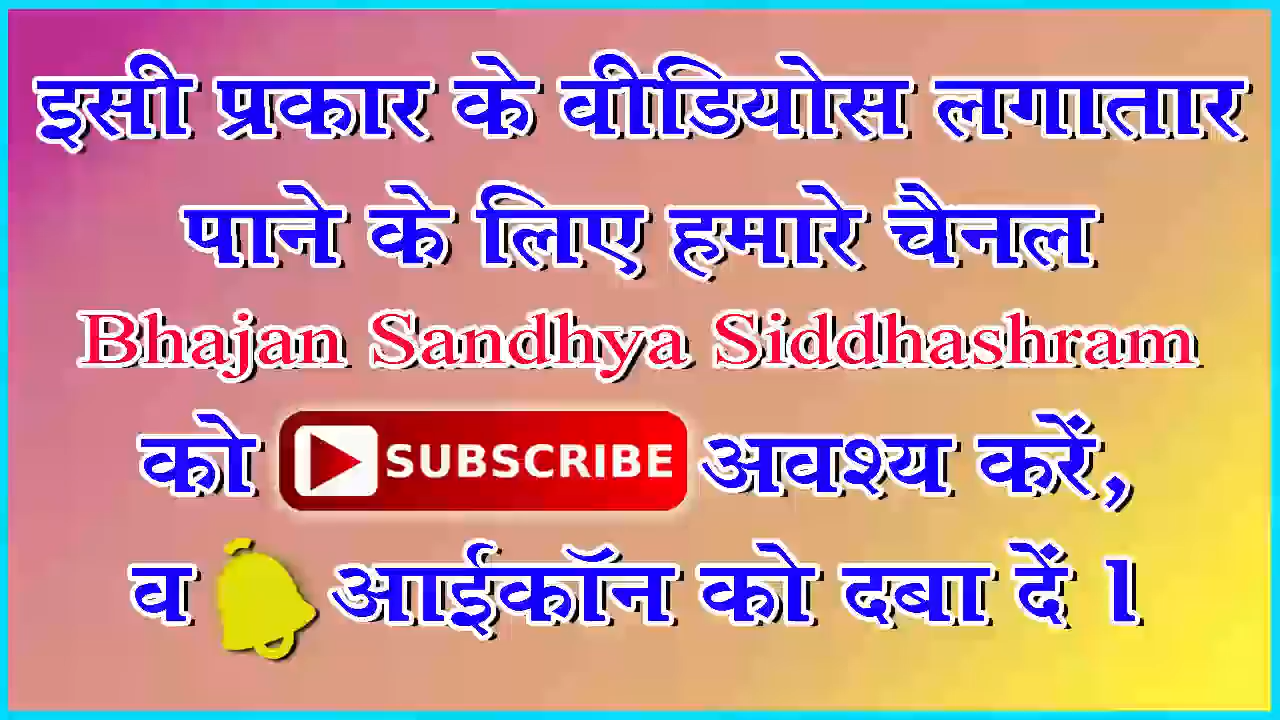 इसी प्रकार के वीडियोस लगातार
पाने के लिए हमारे चैनल
Bhajan Sandhya Siddhashram
को SUBSCRIBE अवश्य करें,
व आईकॉन को दबा दें ।